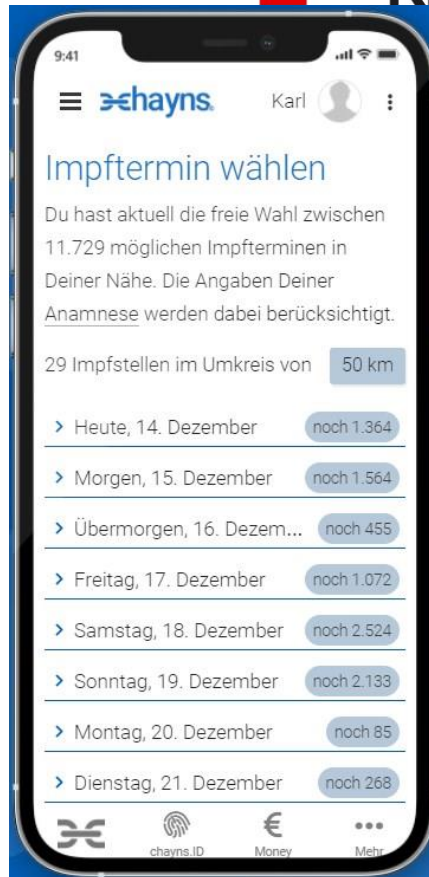 9:41
chayns.
Karl
Impftermin wählen
Du hast aktuell die freie Wahl zwischen
11.729 möglichen Impfterminen in
Deiner Nähe. Die Angaben Deiner
Anamnese werden dabei berücksichtigt.
29 Impfstellen im Umkreis von 50 km
Heute, 14. Dezember noch 1.364
Morgen, 15. Dezember noch 1.564
Übermorgen, 16. Dezem... noch 455
Freitag, 17. Dezember noch 1.072
Samstag, 18. Dezember noch 2.524
Sonntag, 19. Dezember noch 2.133
Montag, 20. Dezember noch 85
Dienstag, 21. Dezember noch 268
chayns.ID Money Mehr